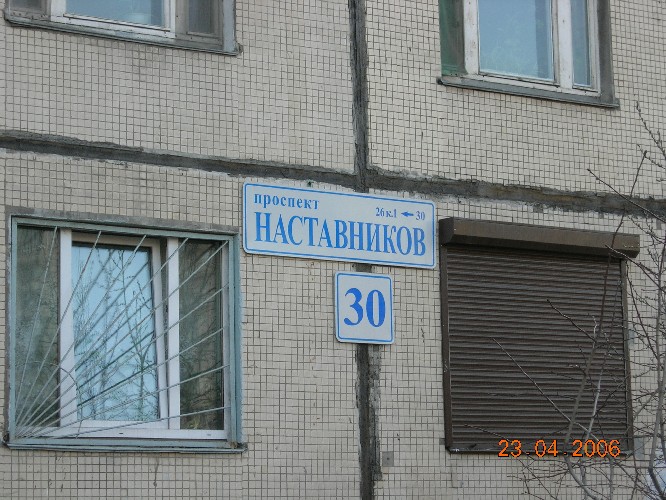 проспект
26 к.1 ← 30
НАСТАВНИКОВ
30
23 04 2006